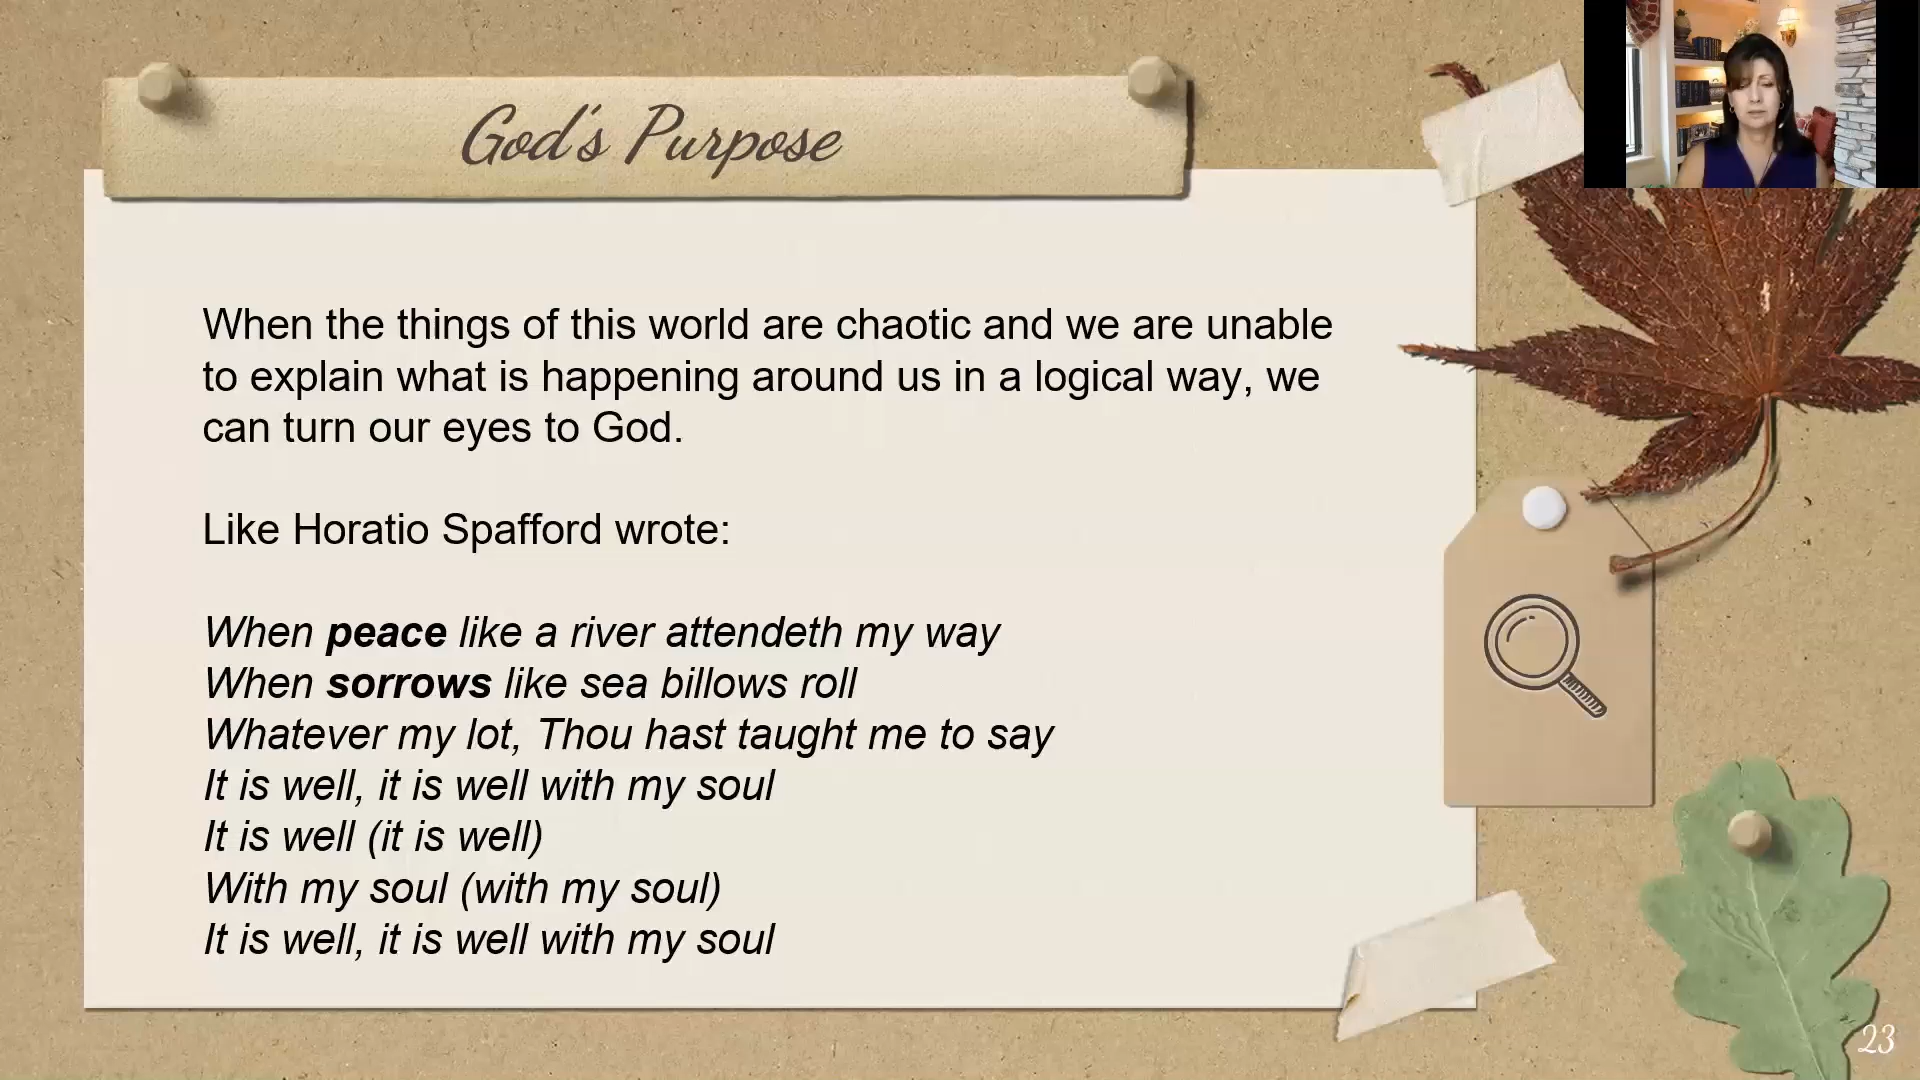 God's Purpose
When the things of this world are chaotic and we are unable
to explain what is happening around us in a logical way, we
can turn our eyes to God.
Like Horatio Spafford wrote:
When peace like a river attendeth my way
When sorrows like sea billows roll
Whatever my lot, Thou hast taught me to say
It is well, it is well with my soul
It is well (it is well)
With my soul (with my soul)
It is well, it is well with my soul
23